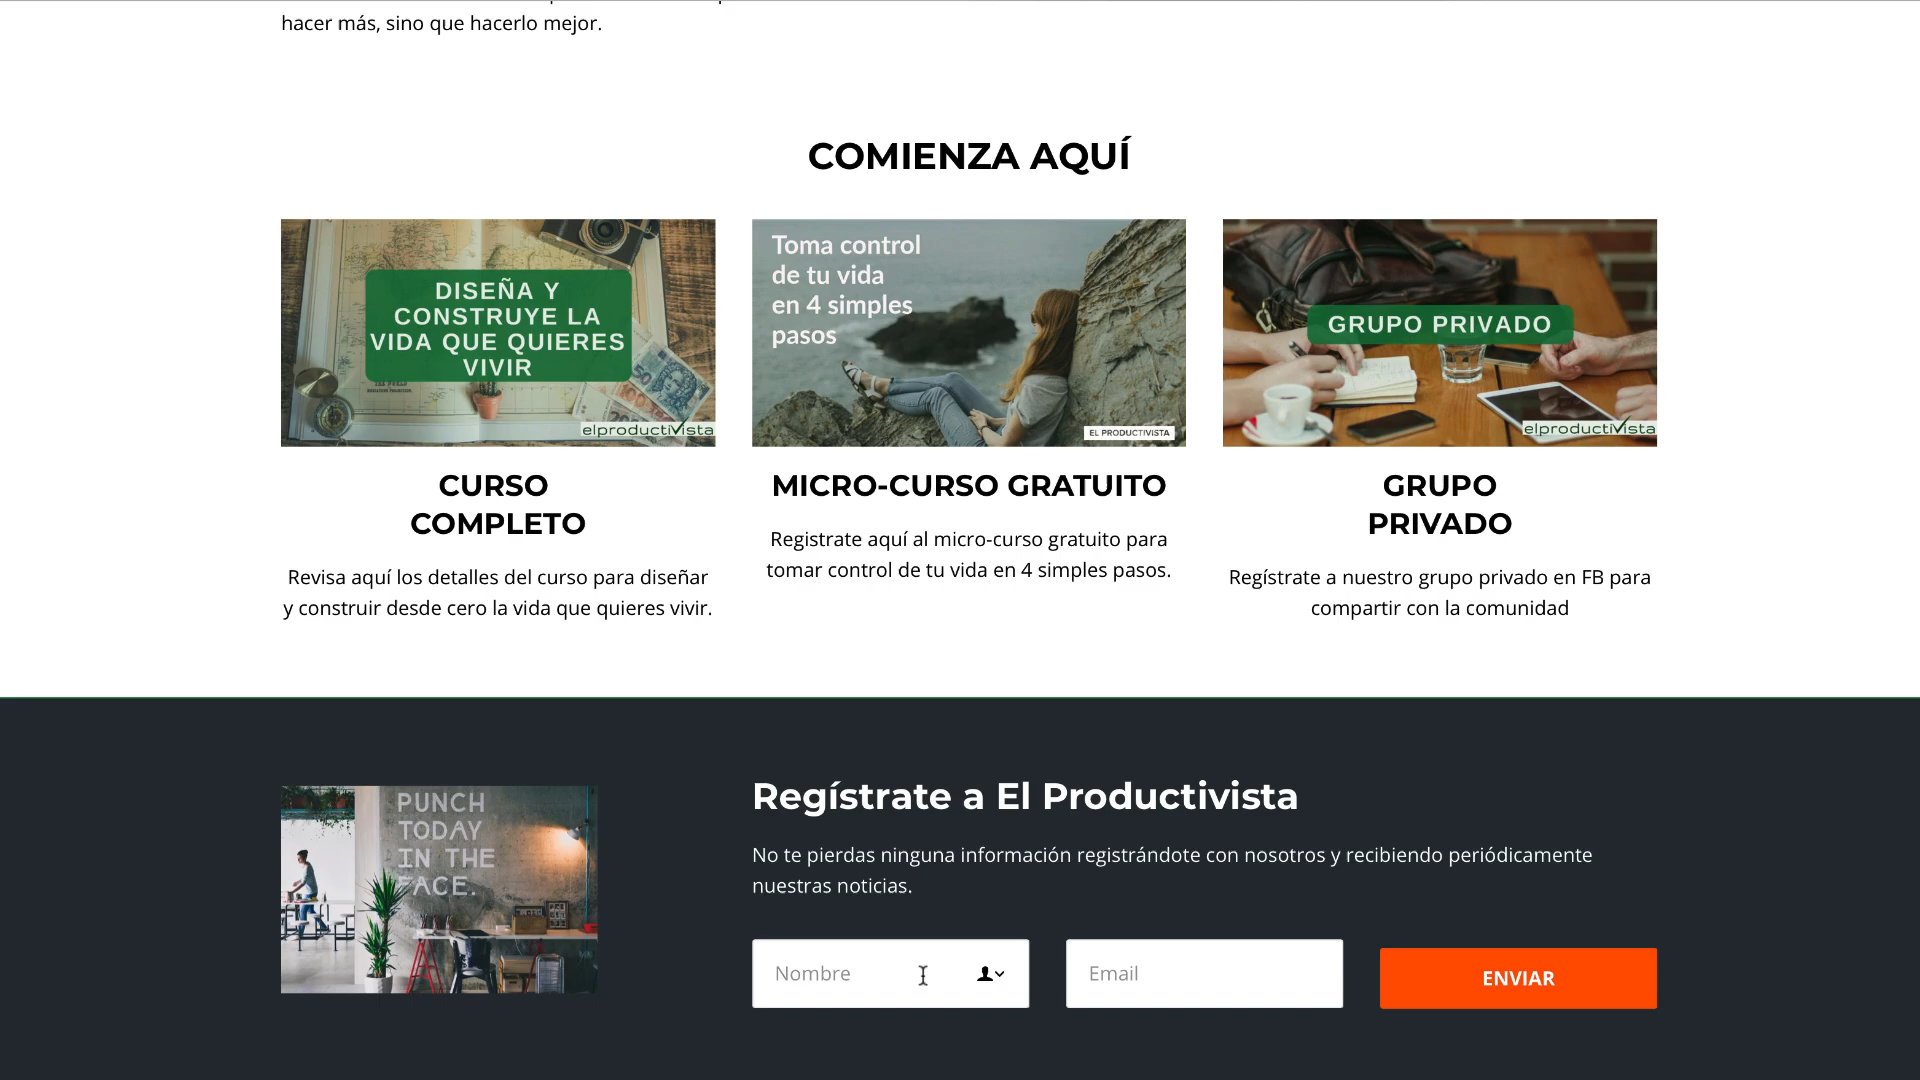 hacer más, sino que hacerlo mejor.
COMIENZA AQUÍ
DISEÑA Y
CONSTRUYE LA
VIDA QUE QUIERES
VIVIR
elproductivista
Toma control
de tu vida
en 4 simples
pasos
EL PRODUCTIVISTA
GRUPO PRIVADO
elproductivista
CURSO
COMPLETO
Revisa aquí los detalles del curso para diseñar
y construir desde cero la vida que quieres vivir.
MICRO-CURSO GRATUITO
Registrate aquí al micro-curso gratuito para
tomar control de tu vida en 4 simples pasos.
GRUPO
PRIVADO
Regístrate a nuestro grupo privado en FB para
compartir con la comunidad
PUNCH
TODAY
IN THE
FACE.
Regístrate a El Productivista
No te pierdas ninguna información registrándote con nosotros y recibiendo periódicamente
nuestras noticias.
Nombre
Email
ENVIAR